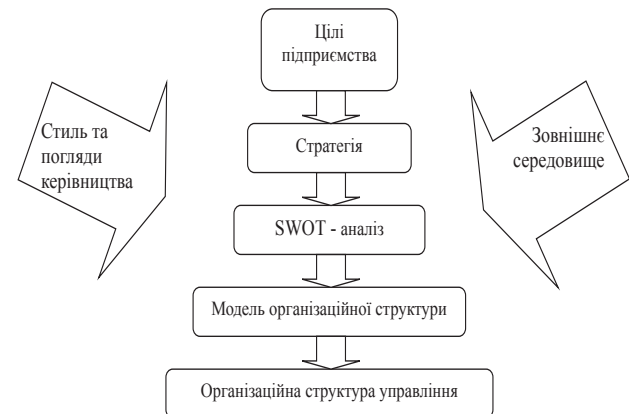 Цілі
підприємства
Стиль та
погляди
керівництва
Стратегія
Зовнішнє
середовище
SWOT - аналіз
Модель організаційної структури
Організаційна структура управління